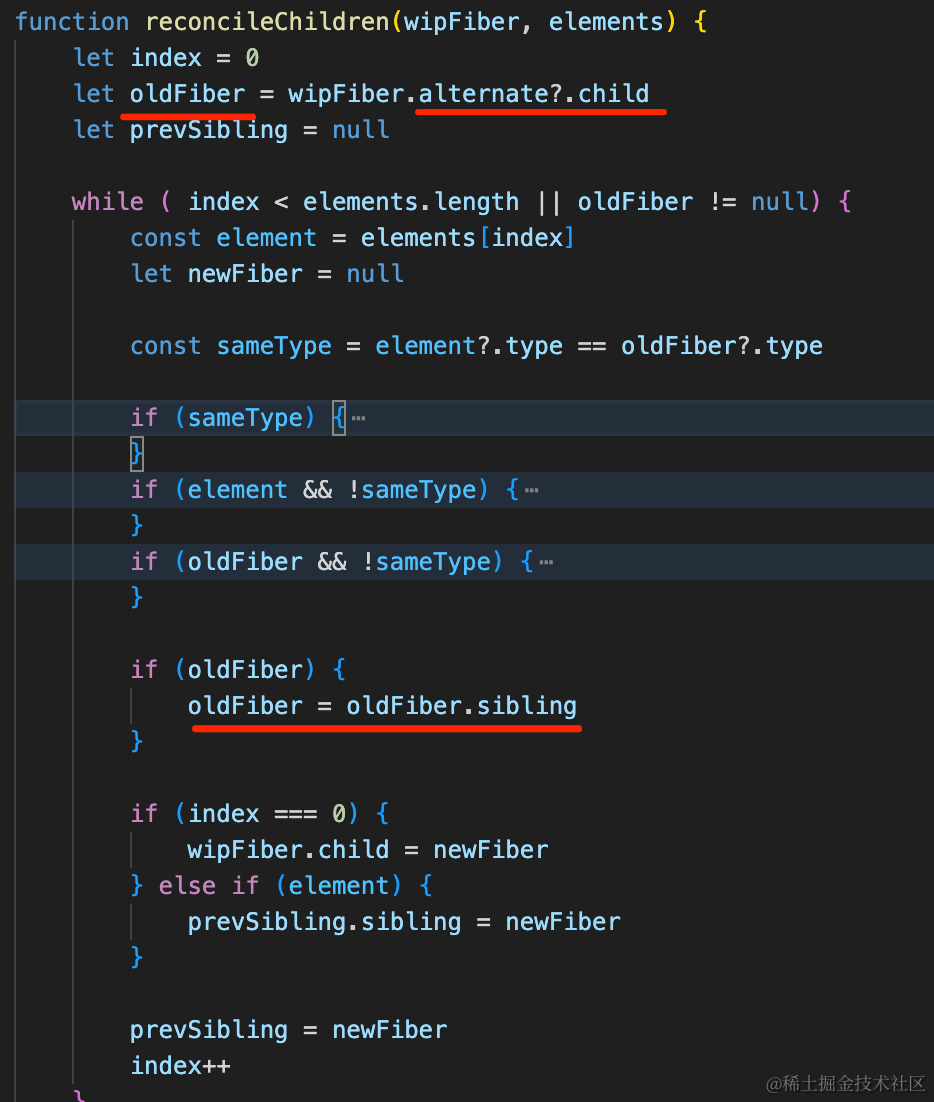 function reconcileChildren(wipFiber, elements) {
let index = 0
let oldFiber = wipFiber.alternate?.child
let prevSibling = null
while ( index < elements.length || oldFiber != null) {
const element = elements[index]
let newFiber = null
const sameType = element?.type == oldFiber?.type
if (sameType) {⋯
}
if (element && !sameType) {⋯
}
if (oldFiber && !sameType) {⋯
}
if (oldFiber) {
oldFiber = oldFiber.sibling
}
if (index === 0) {
wipFiber.child = newFiber
} else if (element) {
prevSibling.sibling = newFiber
}
prevSibling = newFiber
index++
}
@稀土掘金技术社区